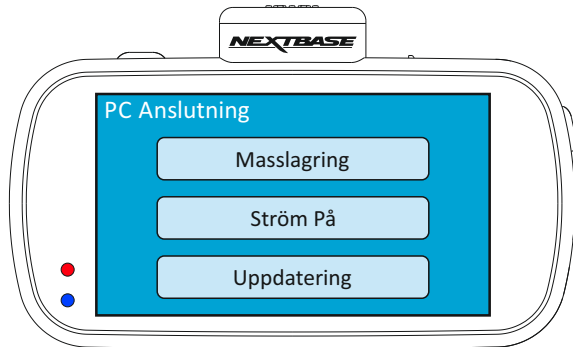 NEXTBASE
PC Anslutning
Masslagring
Ström På
Uppdatering